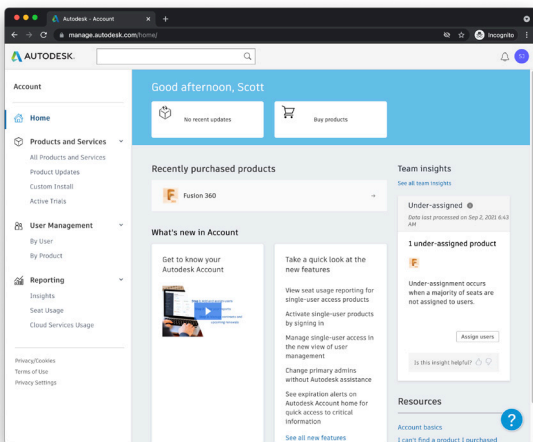 Autodesk - Account
manage.autodesk.com/home/
Incognito
AUTODESK.
ST
Account
Home
Products and Services
All Products and Services
Product Updates
Custom Install
Active Trials
User Management
By User
By Product
Reporting
Insights
Seat Usage
Cloud Services Usage
Privacy/Cookies
Terms of Use
Privacy Settings
Good afternoon, Scott
No recent updates
Buy products
Recently purchased products
Fusion 360
What's new in Account
Get to know your
Autodesk Account
Take a quick look at the
new features
View seat usage reporting for
single-user access products
Activate single-user products
by signing in
Manage single-user access in
the new view of user
management
Change primary admins
without Autodesk assistance
See expiration alerts on
Autodesk Account home for
quick access to critical
information
See all new features
Team insights
See all team insights
Under-assigned
Data last processed on Sep 2, 2021 6:43
AM
1 under-assigned product
Under-assignment occurs
when a majority of seats are
not assigned to users.
Assign users
Is this insight helpful?
Resources
Account basics
I can't find a product I purchased
?